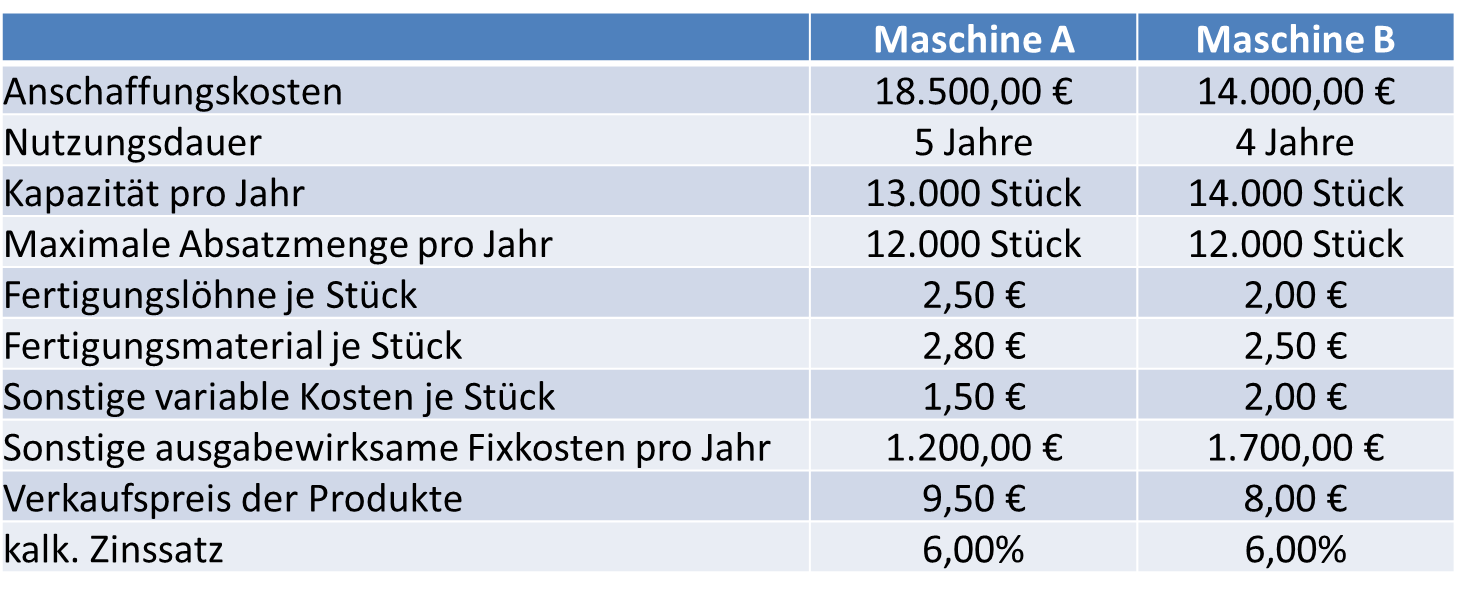 Maschine A Maschine B
Anschaffungskosten 18.500,00 € 14.000,00 €
Nutzungsdauer 5 Jahre 4 Jahre
Kapazität pro Jahr 13.000 Stück 14.000 Stück
Maximale Absatzmenge pro Jahr 12.000 Stück 12.000 Stück
Fertigungslöhne je Stück 2,50 € 2,00 €
Fertigungsmaterial je Stück 2,80 € 2,50 €
Sonstige variable Kosten je Stück 1,50 € 2,00 €
Sonstige ausgabewirksame Fixkosten pro Jahr 1.200,00 € 1.700,00 €
Verkaufspreis der Produkte 9,50 € 8,00 €
kalk. Zinssatz 6,00% 6,00%